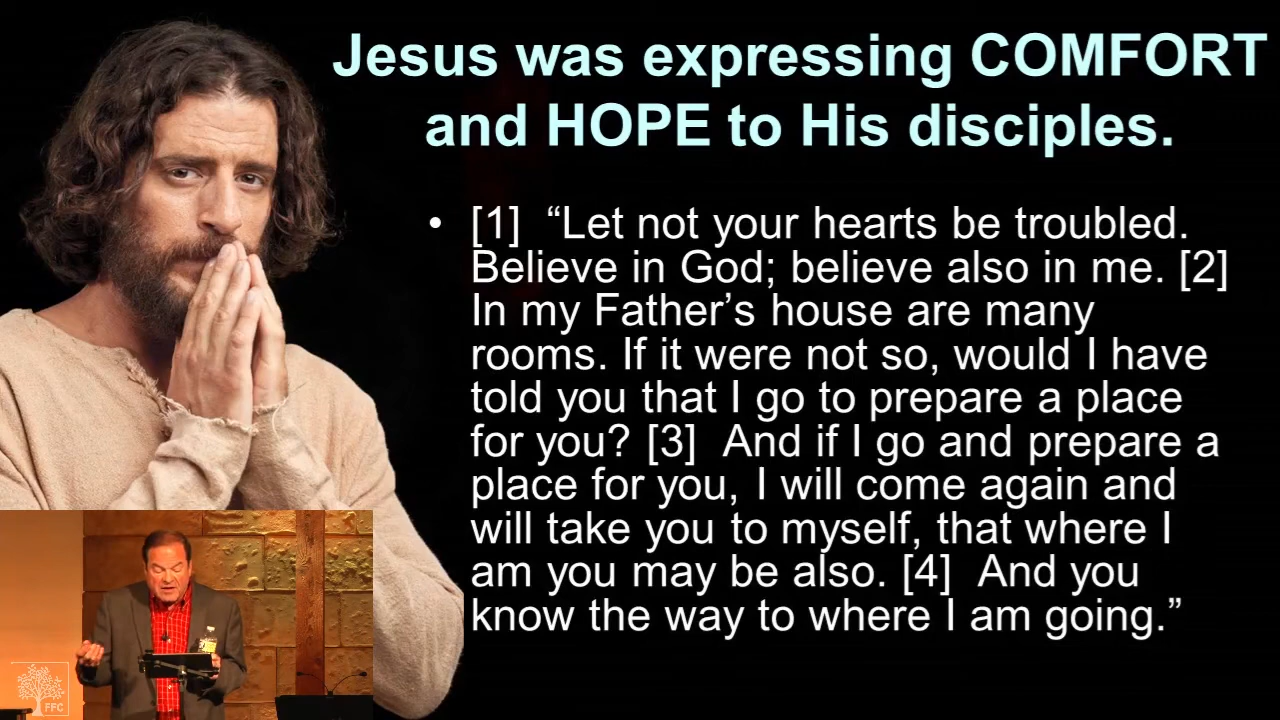 Jesus was expressing COMFORT
and HOPE to His disciples.
• [1]  “Let not your hearts be troubled.
Believe in God; believe also in me. [2]
In my Father’s house are many
rooms. If it were not so, would I have
told you that I go to prepare a place
for you? [3]  And if I go and prepare a
place for you, I will come again and
will take you to myself, that where I
am you may be also. [4]  And you
know the way to where I am going.”
FFC